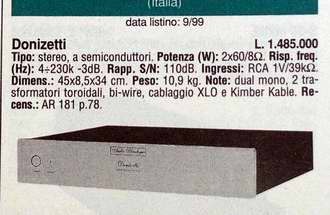 (Italia)
data listino: 9/99
Donizetti L. 1.485.000
Tipo: stereo, a semiconduttori. Potenza (W): 2x60/8Ω. Risp. freq.
(Hz): 4÷230k -3dB. Rapp. S/N: 110dB. Ingressi: RCA 1V/39kΩ.
Dimens.: 45x8,5x34 cm. Peso: 10,9 kg. Note: dual mono, 2 tra-
sformatori toroidali, bi-wire, cablaggio XLO e Kimber Kable. Re-
cens.: AR 181 p.78.